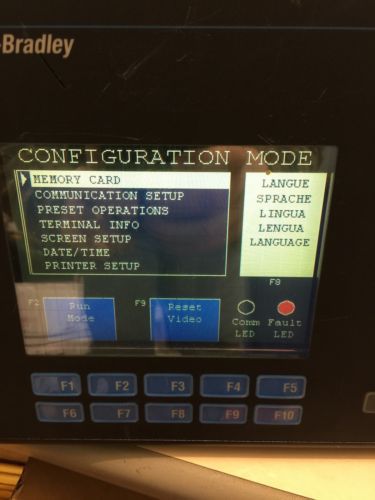 -Bradley
CONFIGURATION MODE
MEMORY CARD
COMMUNICATION SETUP
PRESET OPERATIONS
TERMINAL INFO
SCREEN SETUP
DATE/TIME
PRINTER SETUP
LANGUE
SPRACHE
LINGUA
LENGUA
LANGUAGE
F8
F2
Run
Mode
F9
Reset
Video
Comm
LED
Fault
LED
F1
F2
F3
F4
F5
F6
F7
F8
F9
F10